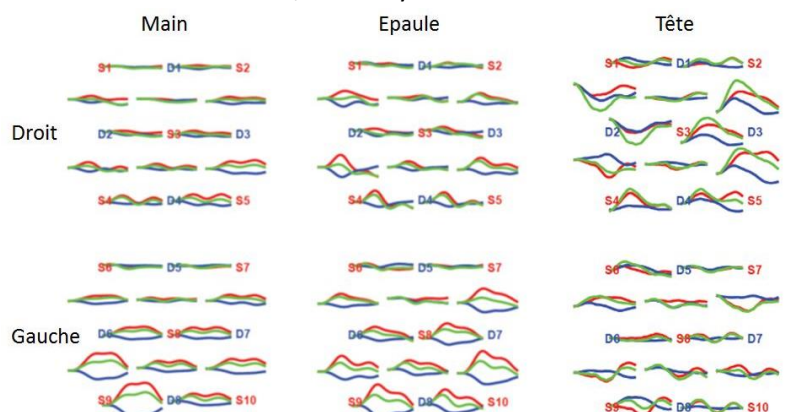 Main Epaule Tête
S1 D1 S2 S1 D1 S2 S1 D1 S2
Droit
D2 S3 D3 D2 S3 D3 D2 S3 D3
S4 D4 S5 S4 D4 S5 S4 D4 S5
S6 D5 S7 S6 D5 S7 S6 D5 S7
Gauche
D6 S8 D7 D6 S8 D7 D6 S8 D7
S9 D8 S10 S9 D8 S10 S9 D8 S10